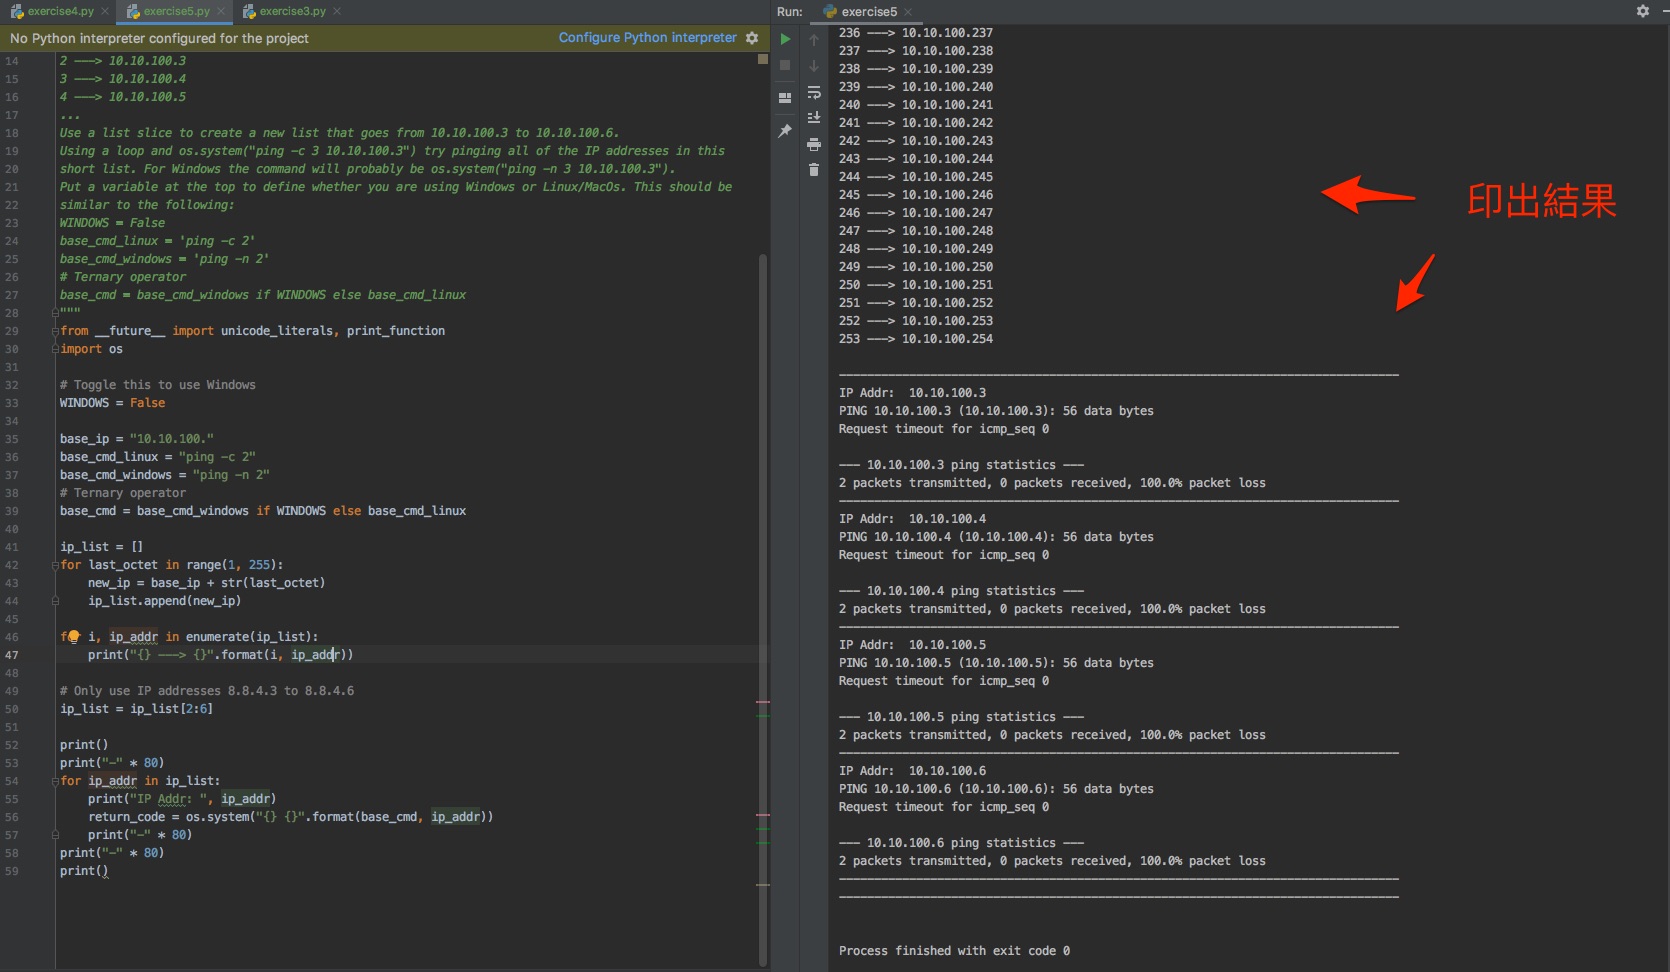 exercise4.py
exercise5.py
exercise3.py
No Python interpreter configured for the project
Configure Python interpreter
14 2 ---> 10.10.100.3
15 3 ---> 10.10.100.4
16 4 ---> 10.10.100.5
17 ...
18 Use a list slice to create a new list that goes from 10.10.100.3 to 10.10.100.6.
19 Using a loop and os.system("ping -c 3 10.10.100.3") try pinging all of the IP addresses in this
20 short list. For Windows the command will probably be os.system("ping -n 3 10.10.100.3").
21 Put a variable at the top to define whether you are using Windows or Linux/MacOs. This should be
22 similar to the following:
23 WINDOWS = False
24 base_cmd_linux = 'ping -c 2'
25 base_cmd_windows = 'ping -n 2'
26 # Ternary operator
27 base_cmd = base_cmd_windows if WINDOWS else base_cmd_linux
28 """
29 from __future__ import unicode_literals, print_function
30 import os
31
32 # Toggle this to use Windows
33 WINDOWS = False
34
35 base_ip = "10.10.100."
36 base_cmd_linux = "ping -c 2"
37 base_cmd_windows = "ping -n 2"
38 # Ternary operator
39 base_cmd = base_cmd_windows if WINDOWS else base_cmd_linux
40
41 ip_list = []
42 for last_octet in range(1, 255):
43 new_ip = base_ip + str(last_octet)
44 ip_list.append(new_ip)
45
46 for i, ip_addr in enumerate(ip_list):
47 print("{} ---> {}".format(i, ip_addr))
48
49 # Only use IP addresses 8.8.4.3 to 8.8.4.6
50 ip_list = ip_list[2:6]
51
52 print()
53 print("-" * 80)
54 for ip_addr in ip_list:
55 print("IP Addr: ", ip_addr)
56 return_code = os.system("{} {}".format(base_cmd, ip_addr))
57 print("-" * 80)
58 print("-" * 80)
59 print()
Run: exercise5
236 ---> 10.10.100.237
237 ---> 10.10.100.238
238 ---> 10.10.100.239
239 ---> 10.10.100.240
240 ---> 10.10.100.241
241 ---> 10.10.100.242
242 ---> 10.10.100.243
243 ---> 10.10.100.244
244 ---> 10.10.100.245
245 ---> 10.10.100.246
246 ---> 10.10.100.247
247 ---> 10.10.100.248
248 ---> 10.10.100.249
249 ---> 10.10.100.250
250 ---> 10.10.100.251
251 ---> 10.10.100.252
252 ---> 10.10.100.253
253 ---> 10.10.100.254
印出結果
--------------------------------------------------------------------------------
IP Addr:  10.10.100.3
PING 10.10.100.3 (10.10.100.3): 56 data bytes
Request timeout for icmp_seq 0
--- 10.10.100.3 ping statistics ---
2 packets transmitted, 0 packets received, 100.0% packet loss
--------------------------------------------------------------------------------
IP Addr:  10.10.100.4
PING 10.10.100.4 (10.10.100.4): 56 data bytes
Request timeout for icmp_seq 0
--- 10.10.100.4 ping statistics ---
2 packets transmitted, 0 packets received, 100.0% packet loss
--------------------------------------------------------------------------------
IP Addr:  10.10.100.5
PING 10.10.100.5 (10.10.100.5): 56 data bytes
Request timeout for icmp_seq 0
--- 10.10.100.5 ping statistics ---
2 packets transmitted, 0 packets received, 100.0% packet loss
--------------------------------------------------------------------------------
IP Addr:  10.10.100.6
PING 10.10.100.6 (10.10.100.6): 56 data bytes
Request timeout for icmp_seq 0
--- 10.10.100.6 ping statistics ---
2 packets transmitted, 0 packets received, 100.0% packet loss
--------------------------------------------------------------------------------
--------------------------------------------------------------------------------
Process finished with exit code 0